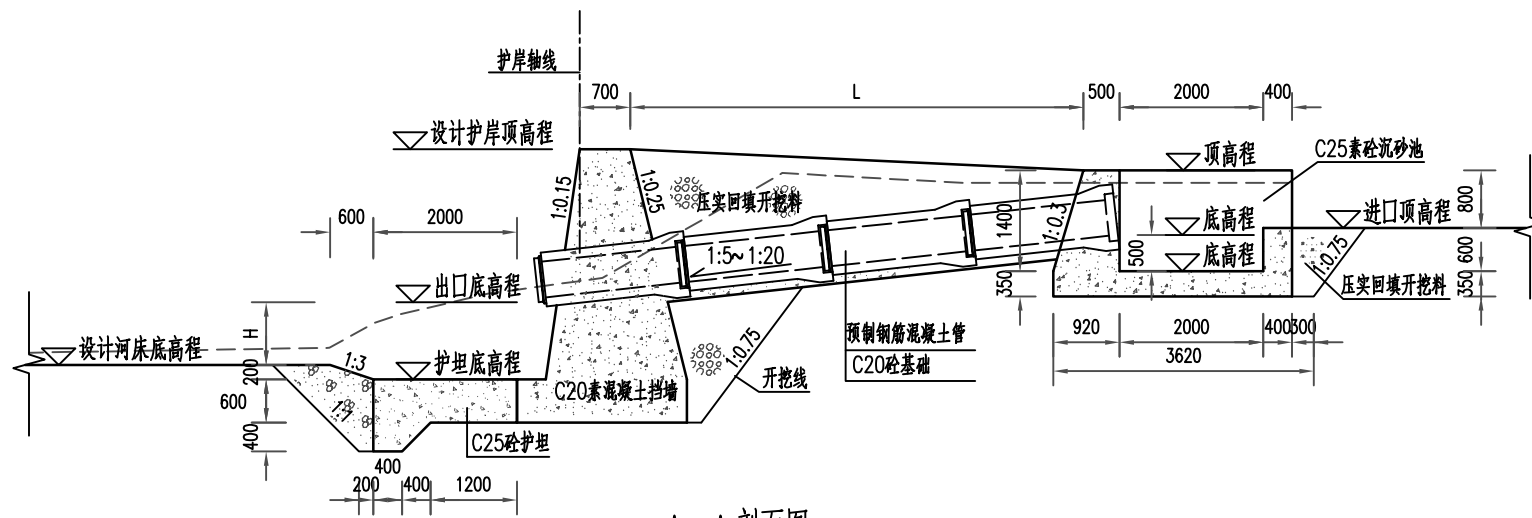 护岸轴线
700
L
500
2000
400
设计护岸顶高程
顶高程
C25素砼沉砂池
1:0.15
1:0.25
压实回填开挖料
600
2000
1400
1:0.3
底高程
进口顶高程
800
1:5~1:20
500
底高程
1:0.75
600
出口底高程
350
压实回填开挖料
350
H
设计河床底高程
1:3
护坦底高程
1:0.75
预制钢筋混凝土管
C20砼基础
920
2000
400
300
3620
200
600
1:1
C20素混凝土挡墙
开挖线
400
C25砼护坦
400
200
400
1200